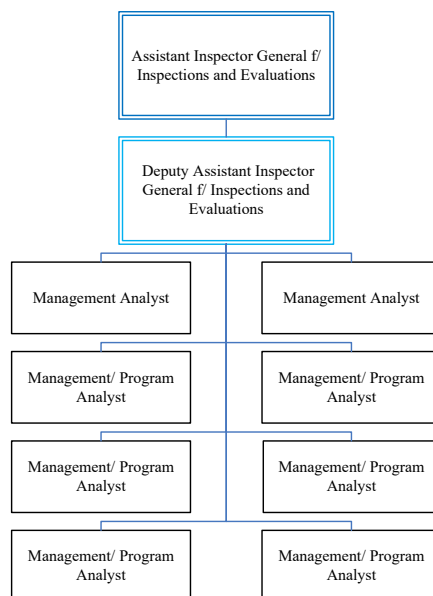 Assistant Inspector General f/
Inspections and Evaluations
Deputy Assistant Inspector
General f/ Inspections and
Evaluations
Management Analyst
Management Analyst
Management/ Program
Analyst
Management/ Program
Analyst
Management/ Program
Analyst
Management/ Program
Analyst
Management/ Program
Analyst
Management/ Program
Analyst